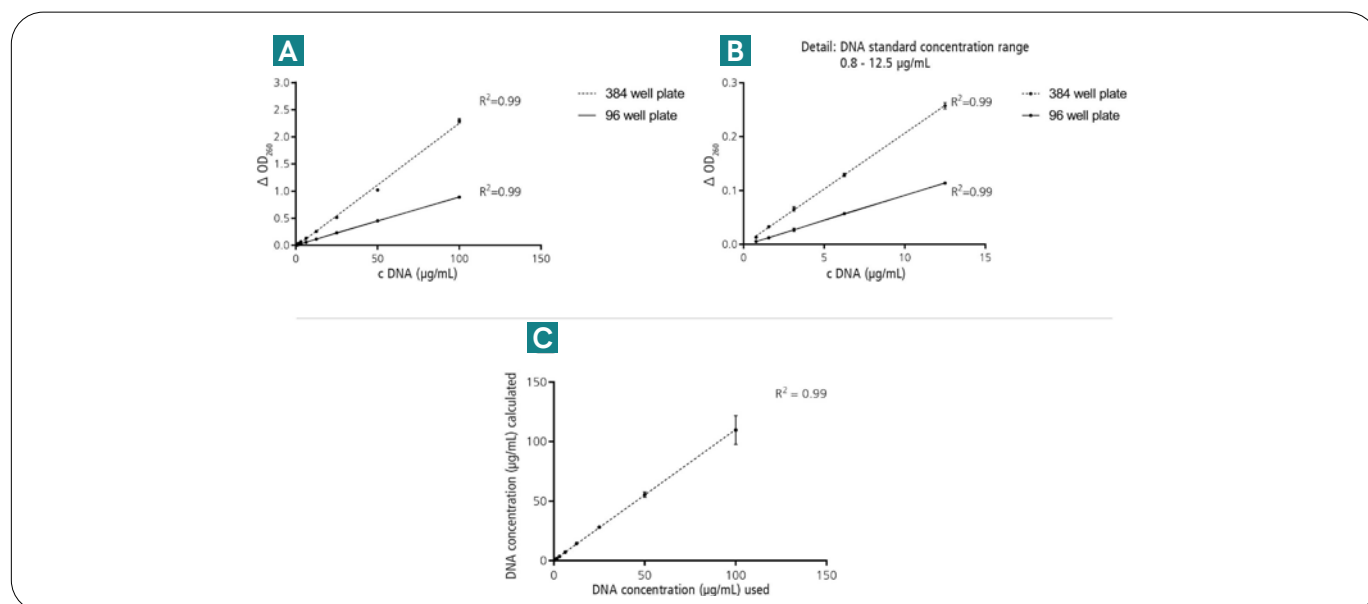 A
3.0
2.5
2.0
1.5
1.0
0.5
0.0
0
50
100
150
Δ OD260
c DNA (µg/mL)
R²=0.99
R²=0.99
384 well plate
96 well plate
B
Detail: DNA standard concentration range
0.8 - 12.5 µg/mL
0.3
0.2
0.1
0.0
0
5
10
15
Δ OD260
c DNA (µg/mL)
R²=0.99
R²=0.99
384 well plate
96 well plate
C
150
100
50
0
0
50
100
150
DNA concentration (µg/mL) calculated
DNA concentration (µg/mL) used
R² = 0.99